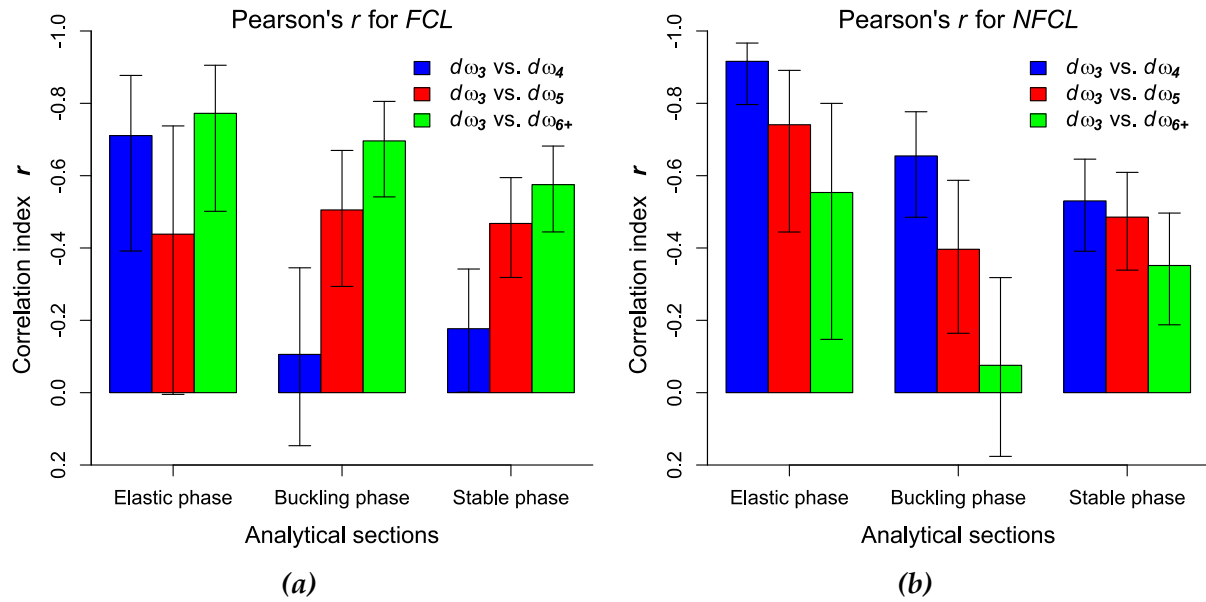 Pearson's r for FCL
-1.0
-0.8
-0.6
-0.4
-0.2
0.0
0.2
Correlation index r
dω3 vs. dω4
dω3 vs. dω5
dω3 vs. dω6+
Elastic phase Buckling phase Stable phase
Analytical sections
(a)
Pearson's r for NFCL
-1.0
-0.8
-0.6
-0.4
-0.2
0.0
0.2
Correlation index r
dω3 vs. dω4
dω3 vs. dω5
dω3 vs. dω6+
Elastic phase Buckling phase Stable phase
Analytical sections
(b)